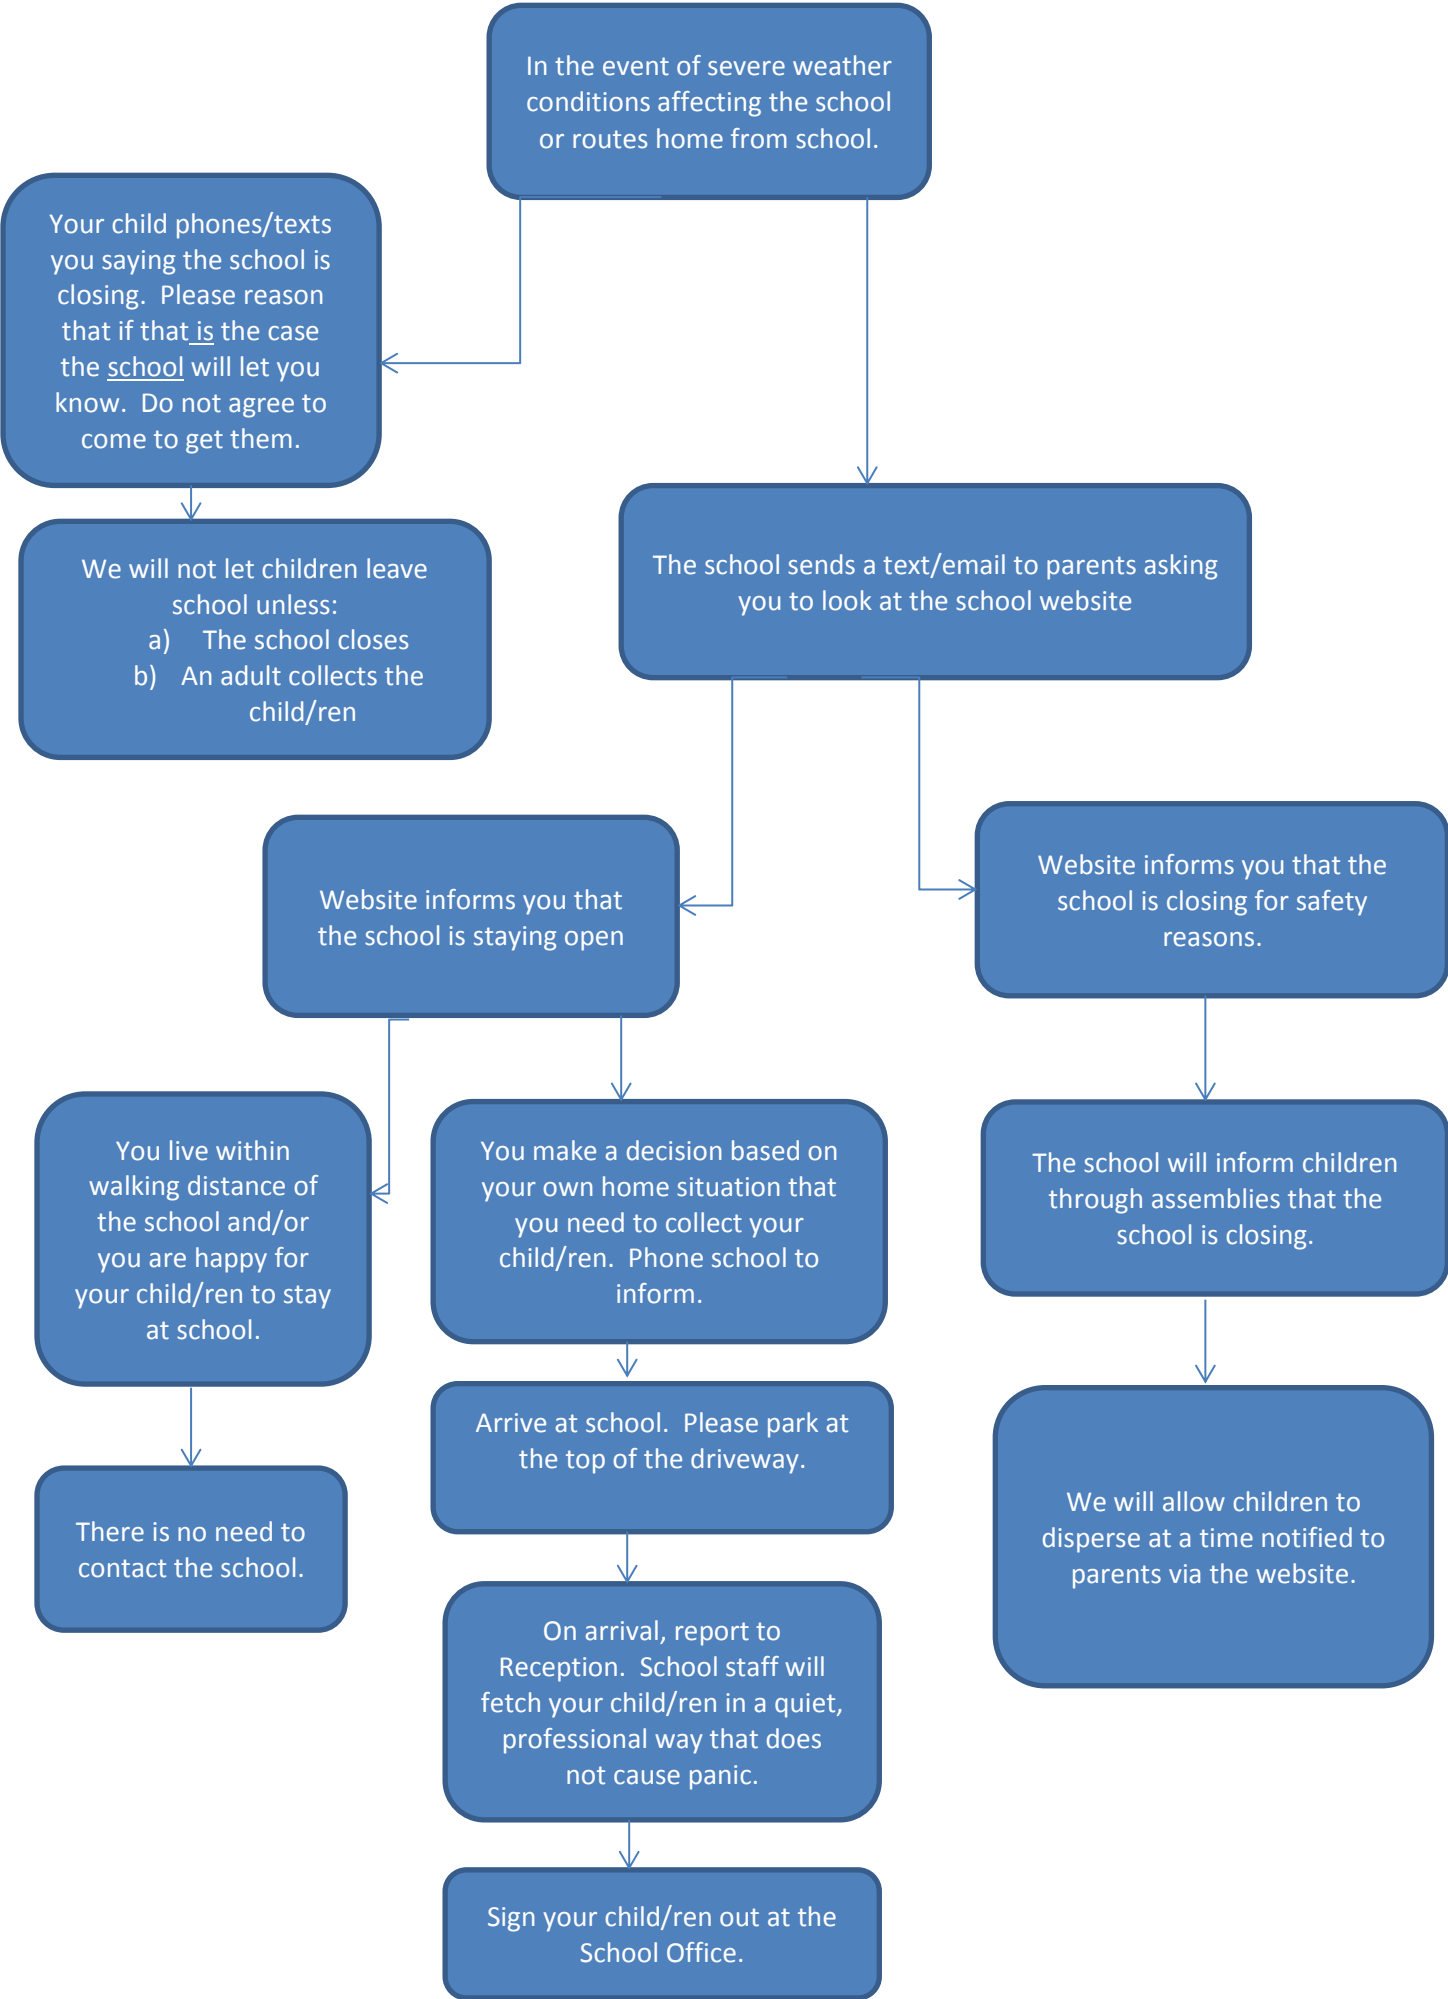 In the event of severe weather
conditions affecting the school
or routes home from school.
Your child phones/texts
you saying the school is
closing.  Please reason
that if that is the case
the school will let you
know.  Do not agree to
come to get them.
We will not let children leave
school unless:
a) The school closes
b) An adult collects the
child/ren
The school sends a text/email to parents asking
you to look at the school website
Website informs you that
the school is staying open
Website informs you that the
school is closing for safety
reasons.
You live within
walking distance of
the school and/or
you are happy for
your child/ren to stay
at school.
You make a decision based on
your own home situation that
you need to collect your
child/ren.  Phone school to
inform.
The school will inform children
through assemblies that the
school is closing.
Arrive at school.  Please park at
the top of the driveway.
We will allow children to
disperse at a time notified to
parents via the website.
There is no need to
contact the school.
On arrival, report to
Reception.  School staff will
fetch your child/ren in a quiet,
professional way that does
not cause panic.
Sign your child/ren out at the
School Office.